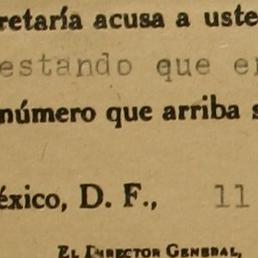 retaría acusa a uste
estando que e
número que arriba s
éxico, D. F., 11
EL DIRECTOR GENERAL,